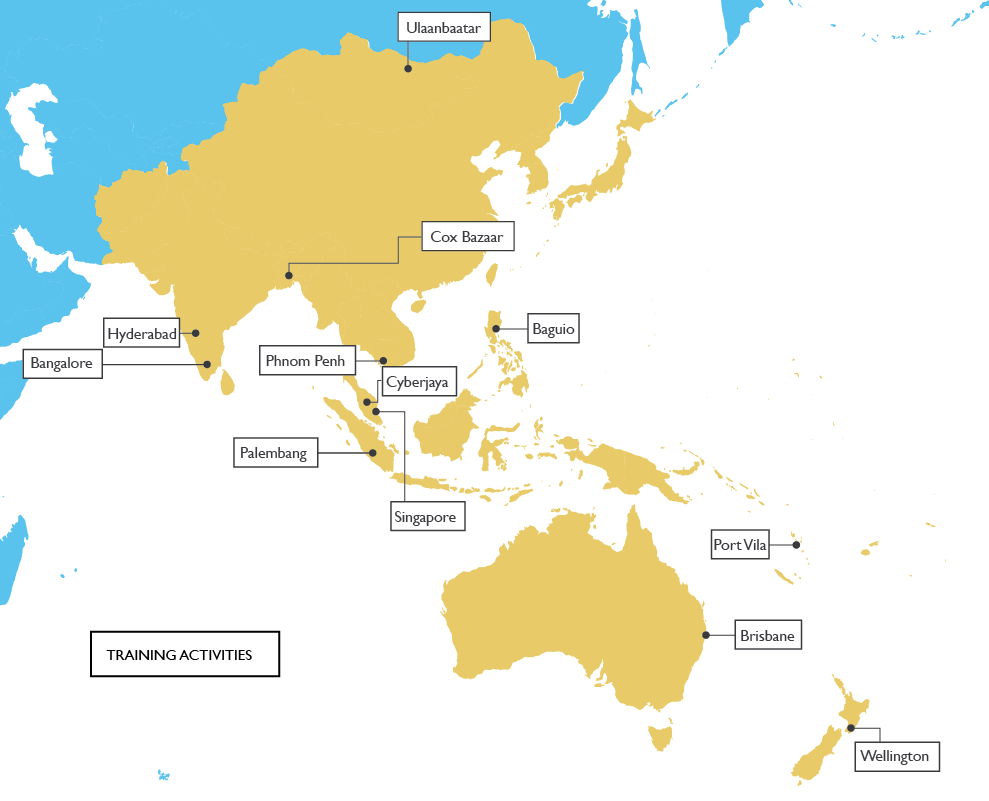 Ulaanbaatar
Cox Bazaar
Baguio
Hyderabad
Bangalore
Phnom Penh
Cyberjaya
Palembang
Singapore
Port Vila
Brisbane
TRAINING ACTIVITIES
Wellington